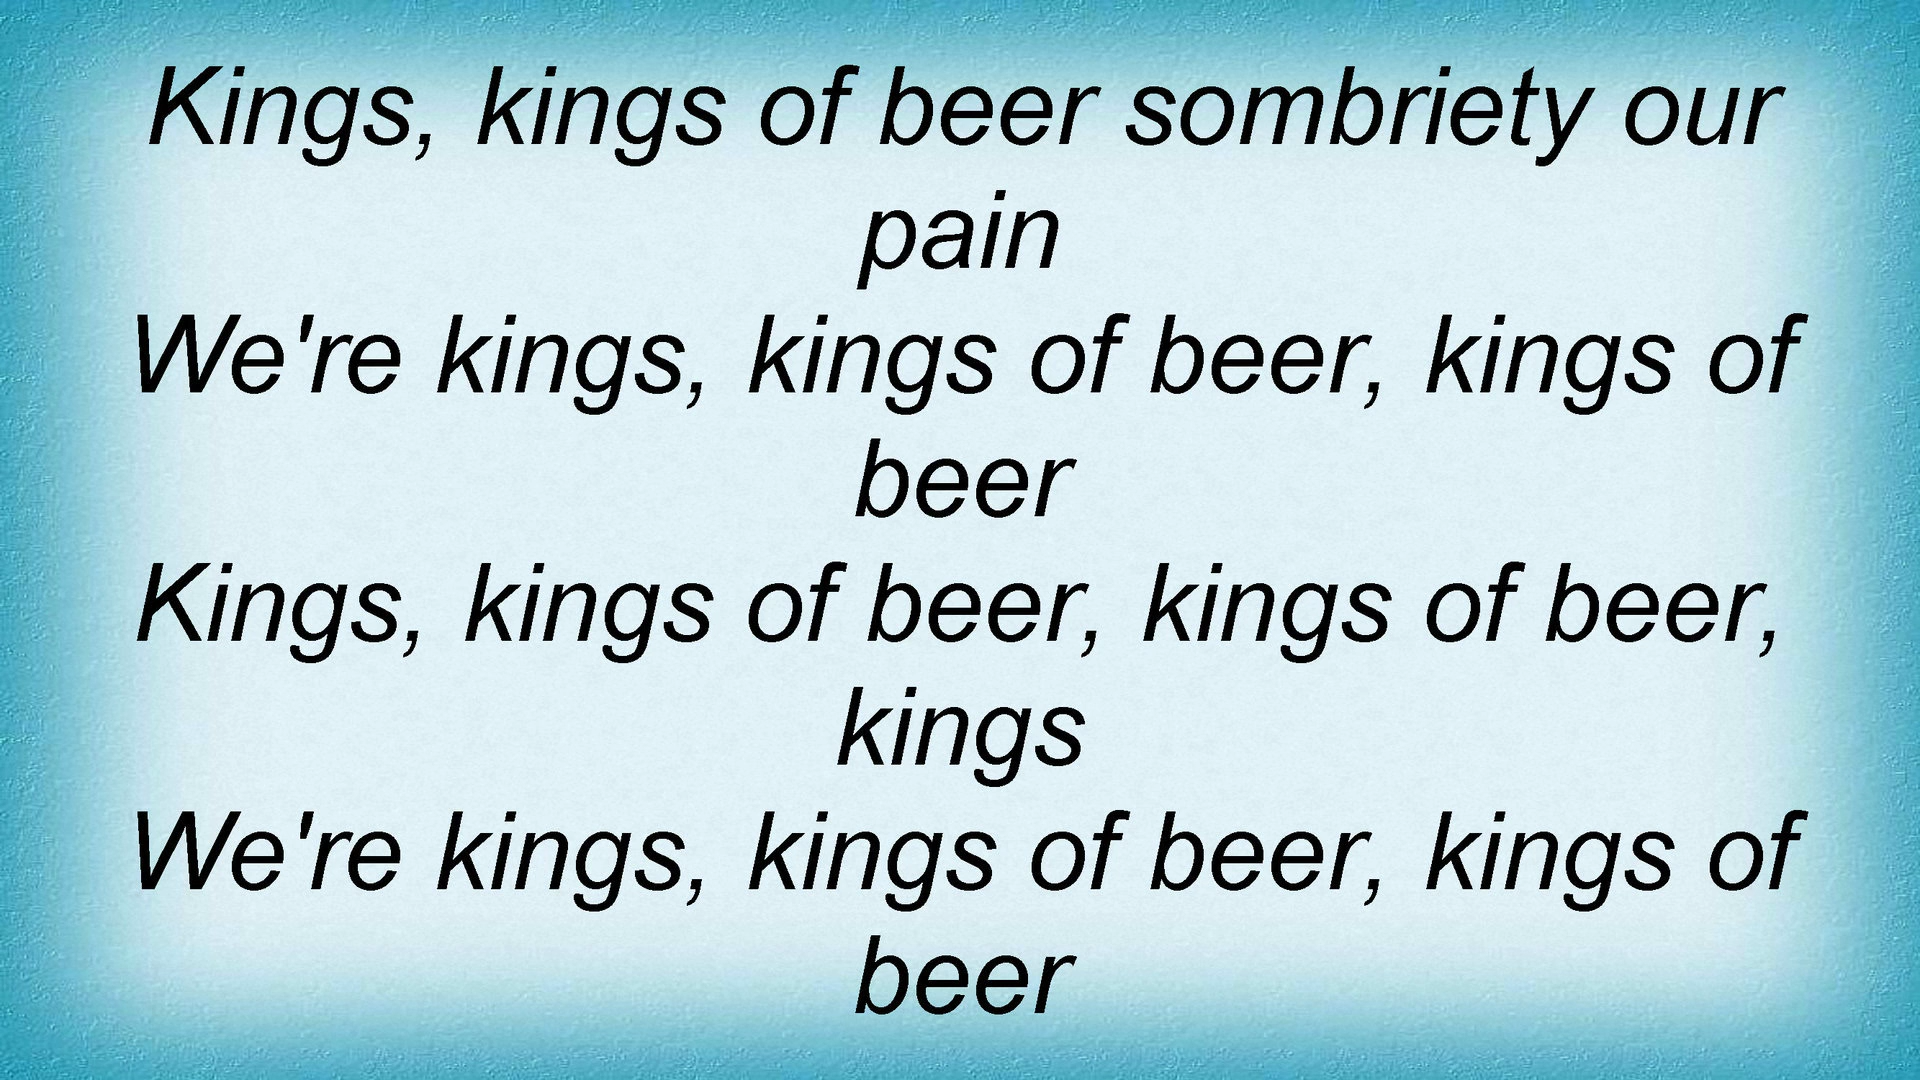 Kings, kings of beer sombriety our
pain
We're kings, kings of beer, kings of
beer
Kings, kings of beer, kings of beer,
kings
We're kings, kings of beer, kings of
beer